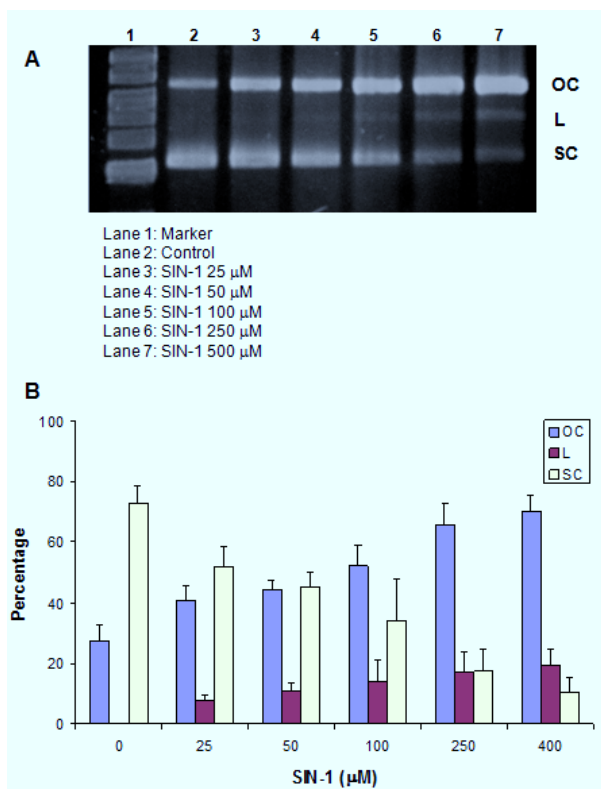 1 2 3 4 5 6 7
A
OC
L
SC
Lane 1: Marker
Lane 2: Control
Lane 3: SIN-1 25 μM
Lane 4: SIN-1 50 μM
Lane 5: SIN-1 100 μM
Lane 6: SIN-1 250 μM
Lane 7: SIN-1 500 μM
B
100
80
60
40
20
0
Percentage
OC
L
SC
0 25 50 100 250 400
SIN-1 (μM)